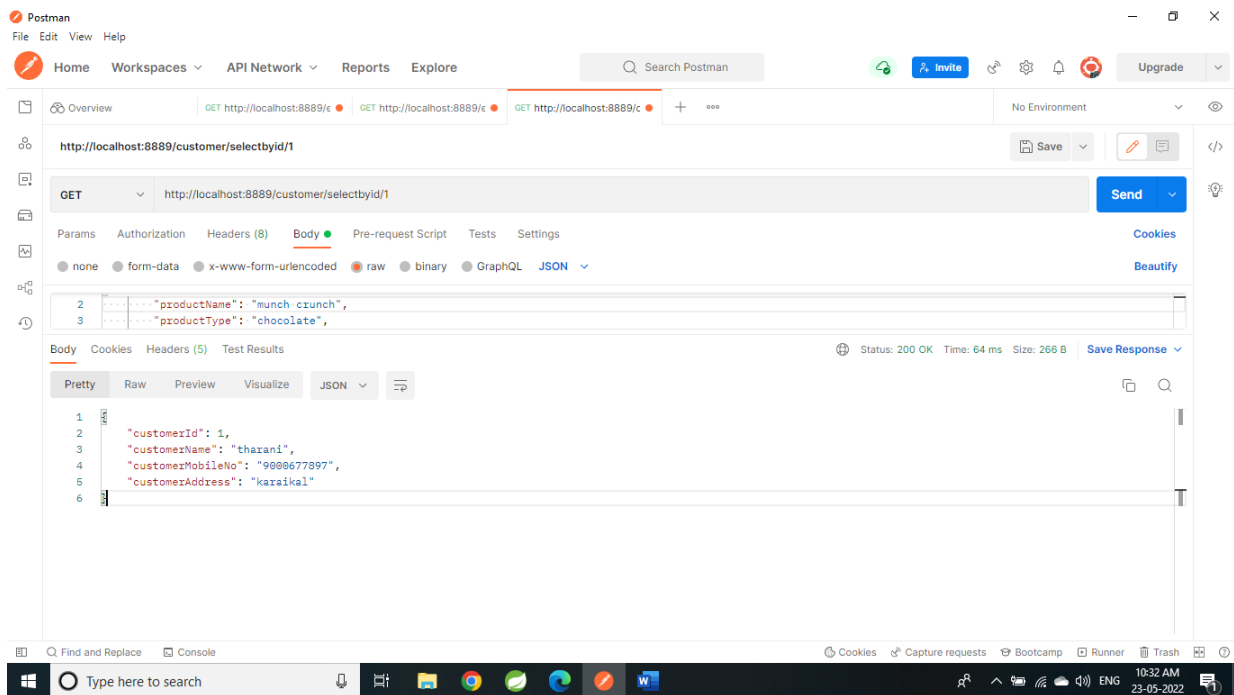 Postman
File Edit View Help
Home Workspaces API Network Reports Explore Search Postman Invite Upgrade
Overview GET http://localhost:8889/e GET http://localhost:8889/e GET http://localhost:8889/c No Environment
http://localhost:8889/customer/selectbyid/1 Save
GET http://localhost:8889/customer/selectbyid/1 Send
Params Authorization Headers (8) Body Pre-request Script Tests Settings Cookies
none form-data x-www-form-urlencoded raw binary GraphQL JSON Beautify
2 "productName": "munch crunch",
3 "productType": "chocolate",
Body Cookies Headers (5) Test Results Status: 200 OK Time: 64 ms Size: 266 B Save Response
Pretty Raw Preview Visualize JSON
1 {
2 "customerId": 1,
3 "customerName": "tharani",
4 "customerMobileNo": "9000677897",
5 "customerAddress": "karaikal"
6 }
Find and Replace Console Cookies Capture requests Bootcamp Runner Trash
Type here to search ENG 10:32 AM
23-05-2022